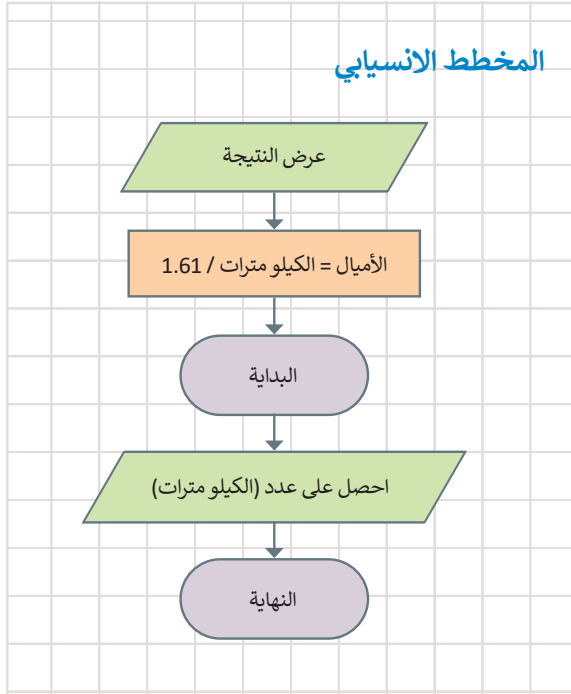 المخطط الانسيابي
عرض النتيجة
الأميال = الكيلو مترات / 1.61
البداية
احصل على عدد (الكيلو مترات)
النهاية